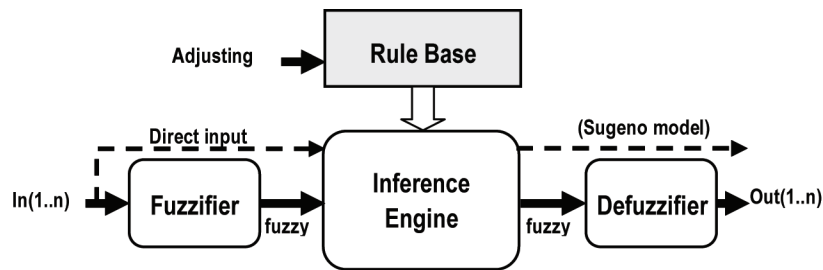 Adjusting
Rule Base
Direct input
(Sugeno model)
In(1..n)
Fuzzifier
fuzzy
Inference
Engine
fuzzy
Defuzzifier
Out(1..n)